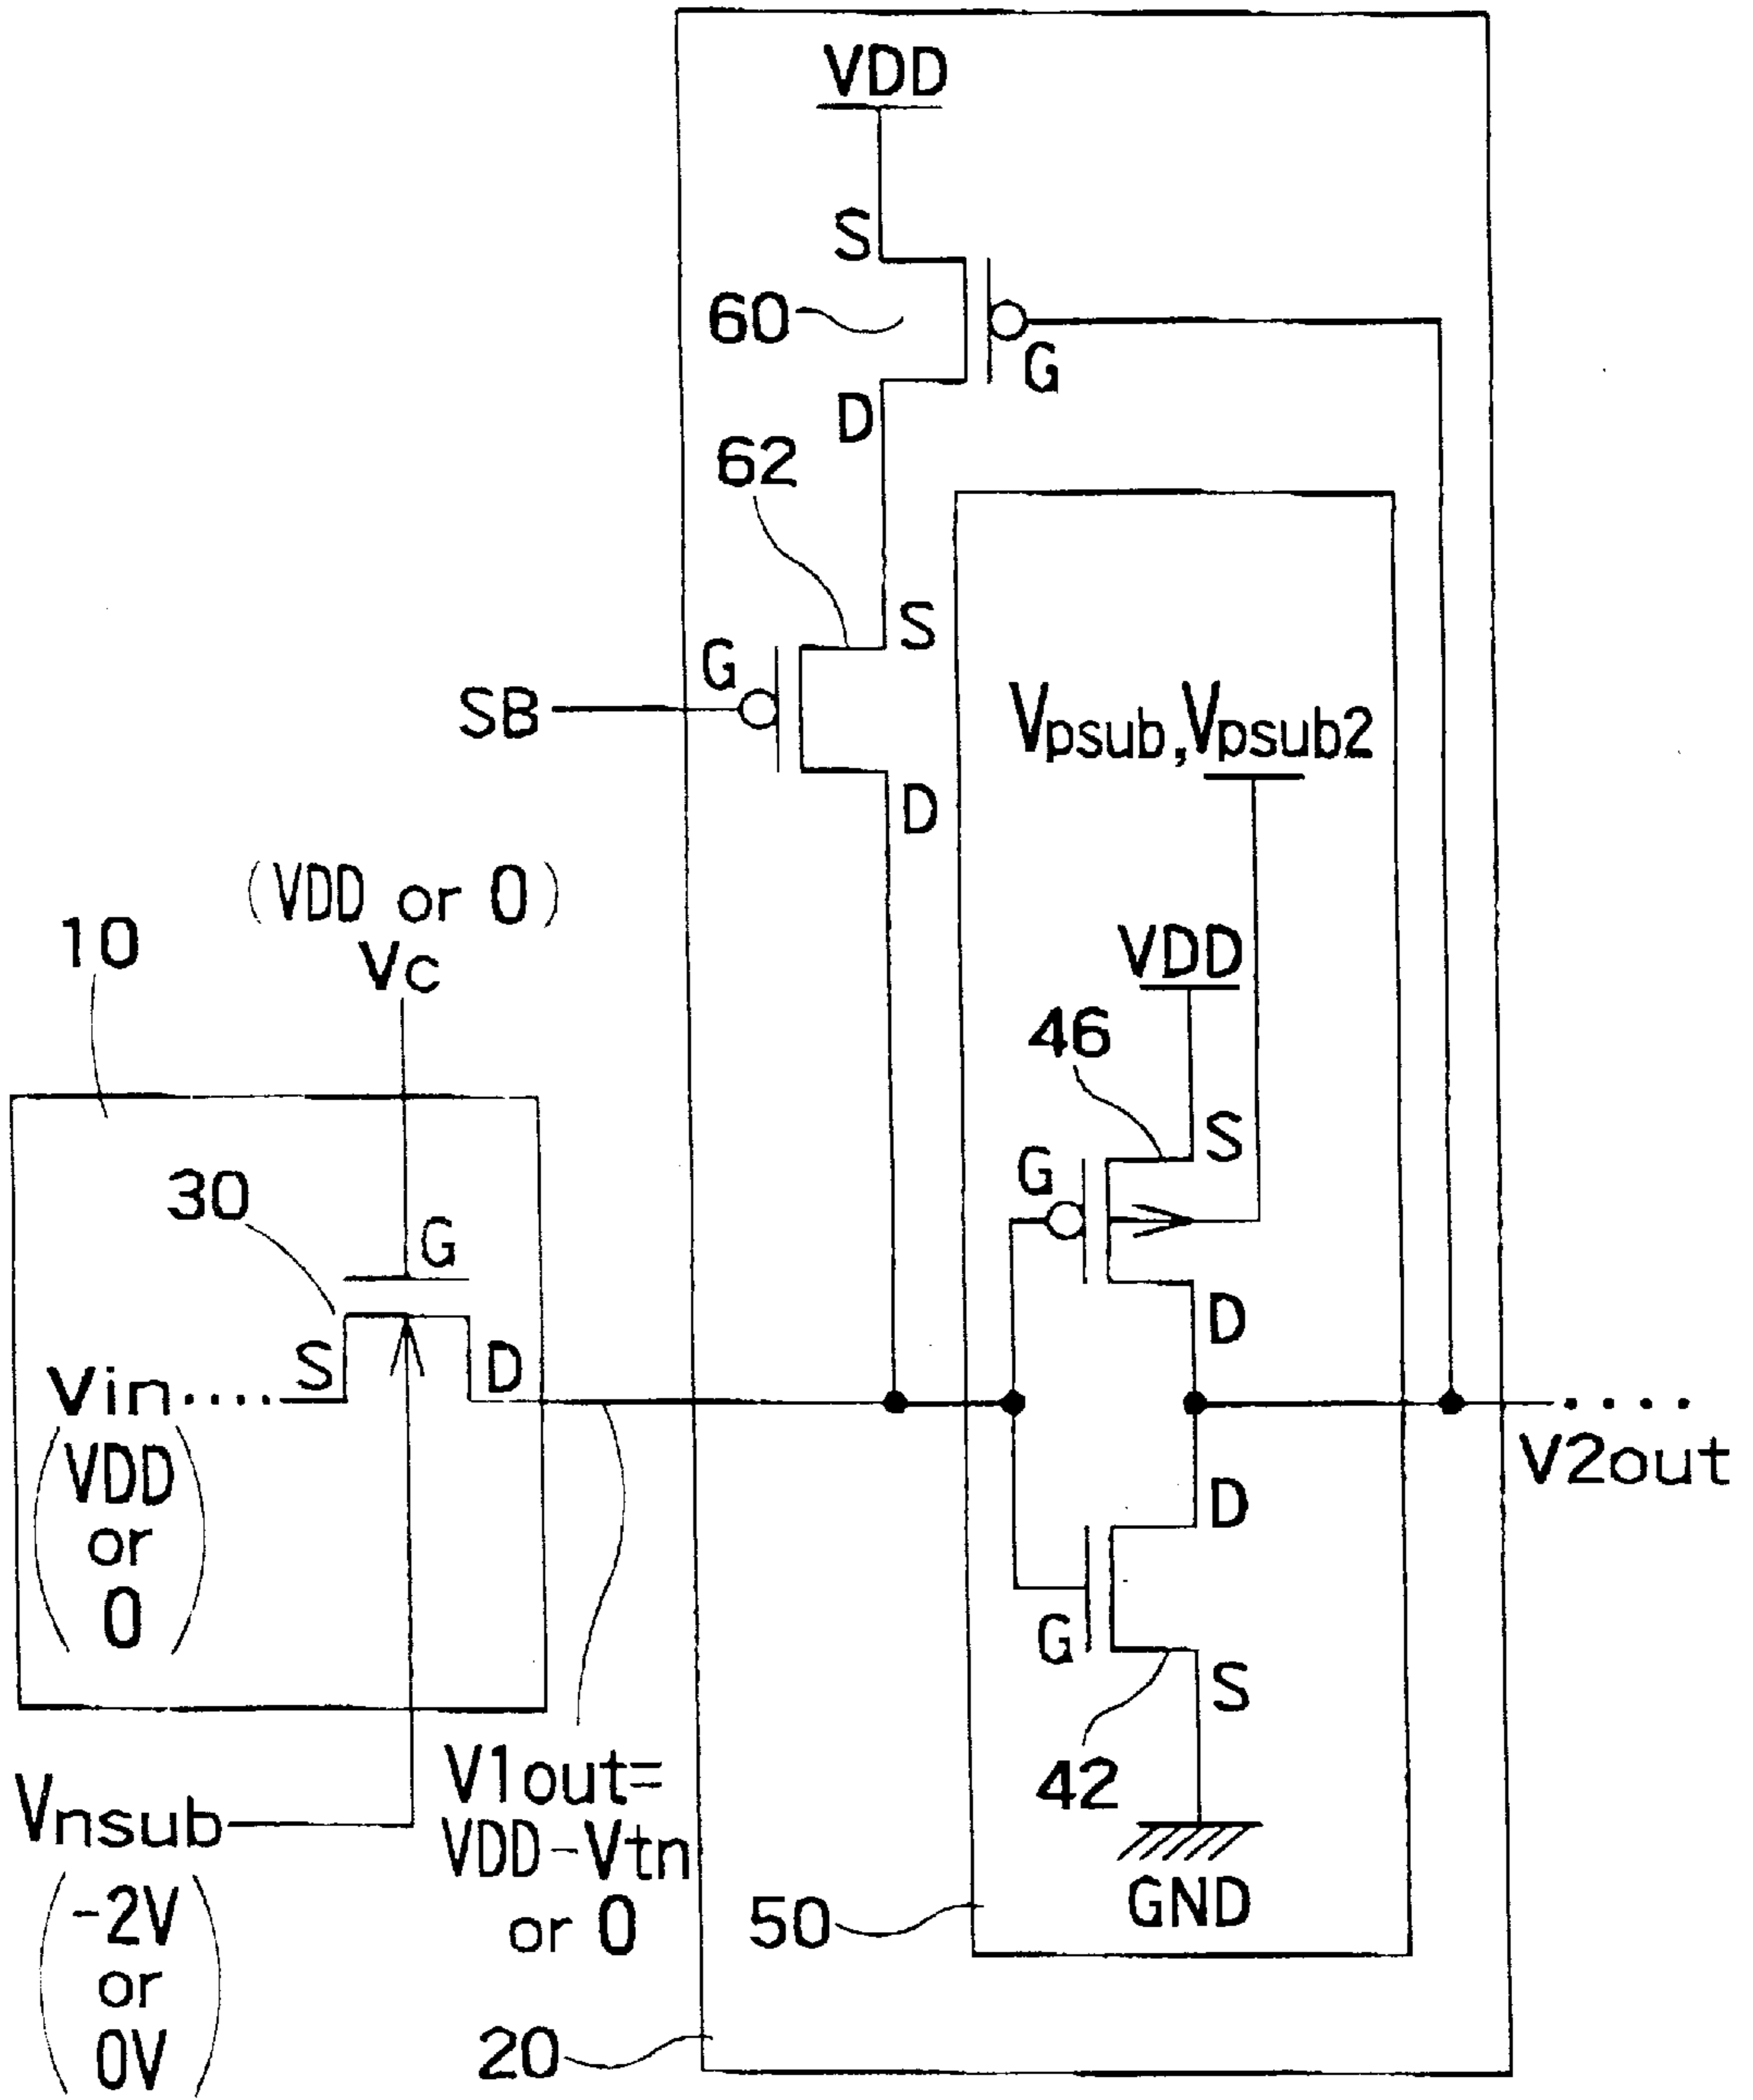 VDD
S
60
G
D
62
S
G
SB
D
Vpsub,Vpsub2
(VDD or 0)
Vc
10
VDD
46
S
G
D
30
G
S
D
Vin....
(VDD
or
0)
....
V2out
D
G
S
42
V1out=
VDD-Vtn
or 0
Vnsub
(-2V
or
0V)
GND
50
20